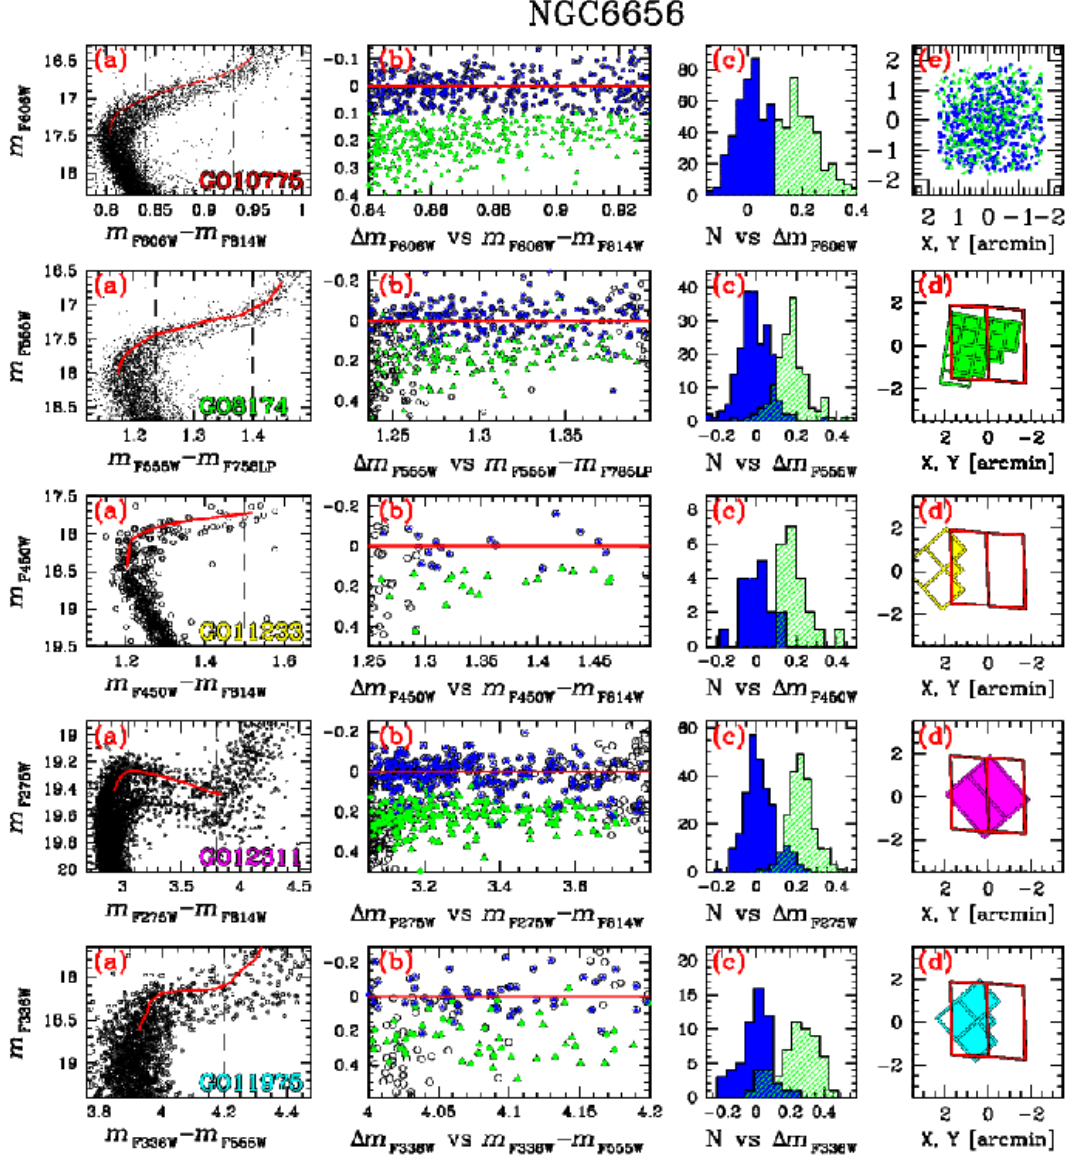 NGC6656
(a) (b) (c) (e)
16.5 17 17.5 18
m F606W
GO10775
0.8 0.85 0.9 0.95 1
m F606W − m F814W
−0.1 0 0.1 0.2 0.3 0.4
0.84 0.86 0.88 0.9 0.92
Δm F606W vs m F606W − m F814W
80 60 40 20 0
0 0.2 0.4
N vs Δm F606W
2 1 0 −1 −2
2 1 0 −1 −2
X, Y [arcmin]
(a) (b) (c) (d)
16.5 17 17.5 18 18.5
m F555W
GO8174
1.2 1.3 1.4
m F555W − m F758LP
−0.2 0 0.2 0.4
1.25 1.3 1.35
Δm F555W vs m F555W − m F785LP
40 30 20 10 0
−0.2 0 0.2 0.4
N vs Δm F555W
2 0 −2
2 0 −2
X, Y [arcmin]
(a) (b) (c) (d)
17.5 18 18.5 19 19.5
m F450W
GO11233
1.2 1.4 1.6
m F450W − m F814W
−0.2 0 0.2 0.4
1.25 1.3 1.35 1.4 1.45
Δm F450W vs m F450W − m F814W
8 6 4 2 0
−0.2 0 0.2 0.4
N vs Δm F450W
2 0 −2
2 0 −2
X, Y [arcmin]
(a) (b) (c) (d)
19 19.2 19.4 19.6 19.8 20
m F275W
GO12311
3 3.5 4 4.5
m F275W − m F814W
−0.2 0 0.2 0.4
3.2 3.4 3.6 3.8
Δm F275W vs m F275W − m F814W
60 40 20 0
−0.2 0 0.2 0.4
N vs Δm F275W
2 0 −2
2 0 −2
X, Y [arcmin]
(a) (b) (c) (d)
18 18.5 19
m F336W
GO11975
3.8 4 4.2 4.4
m F336W − m F555W
−0.2 0 0.2 0.4
4 4.05 4.1 4.15 4.2
Δm F336W vs m F336W − m F555W
20 15 10 5 0
−0.2 0 0.2 0.4
N vs Δm F336W
2 0 −2
2 0 −2
X, Y [arcmin]